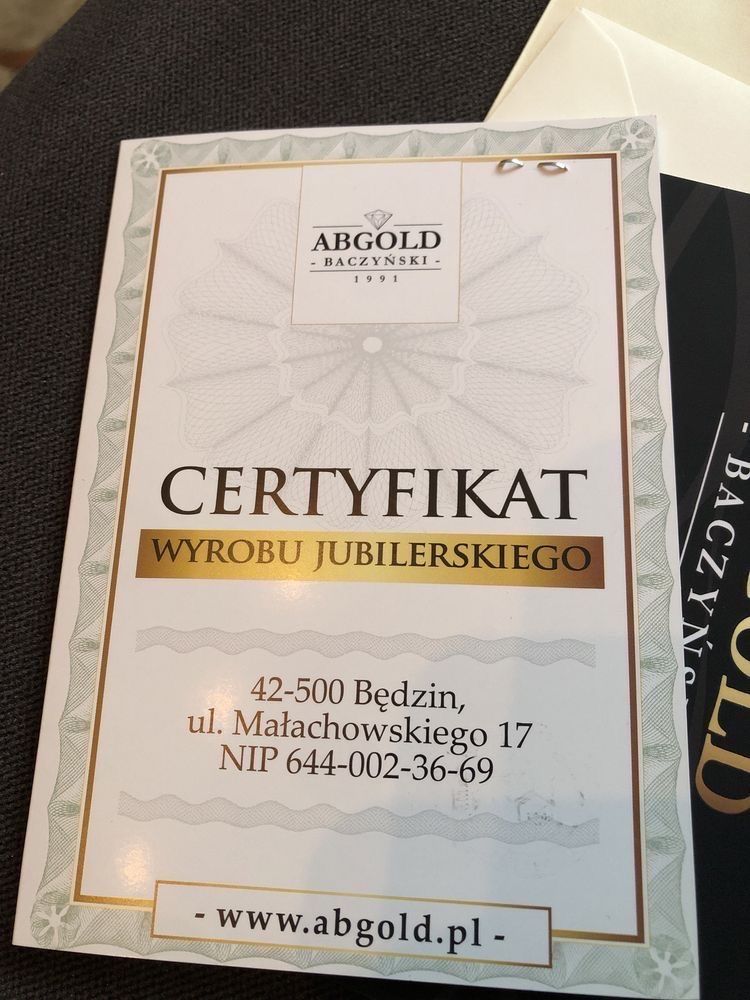 ABGOLD
- BACZYŃSKI -
1991
CERTYFIKAT
WYROBU JUBILERSKIEGO
42-500 Będzin,
ul. Małachowskiego 17
NIP 644-002-36-69
- www.abgold.pl -